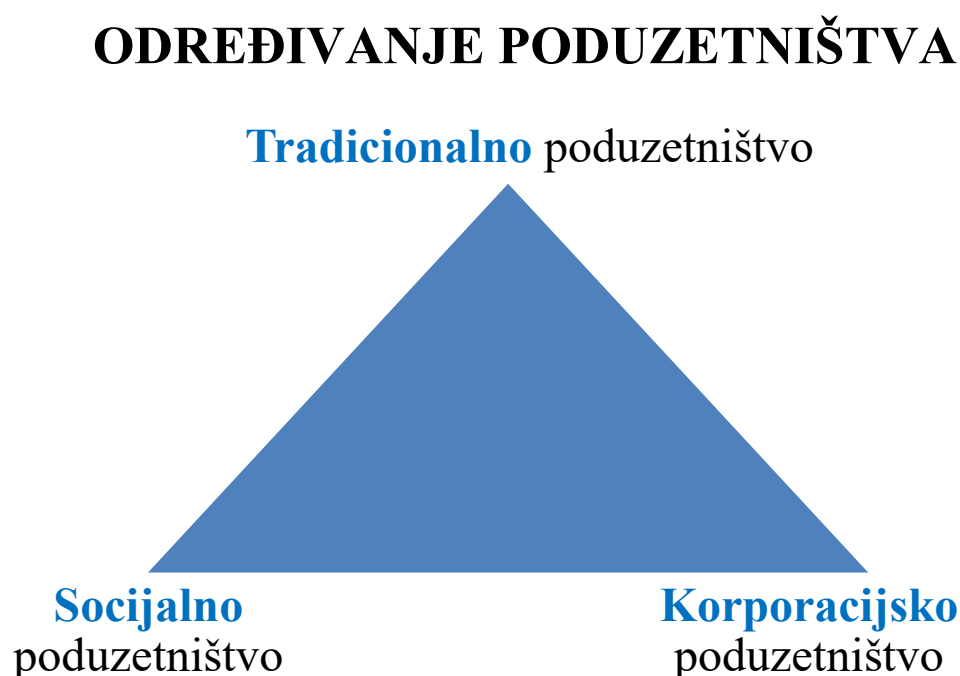 ODREĐIVANJE PODUZETNIŠTVA
Tradicionalno poduzetništvo
Socijalno
poduzetništvo
Korporacijsko
poduzetništvo